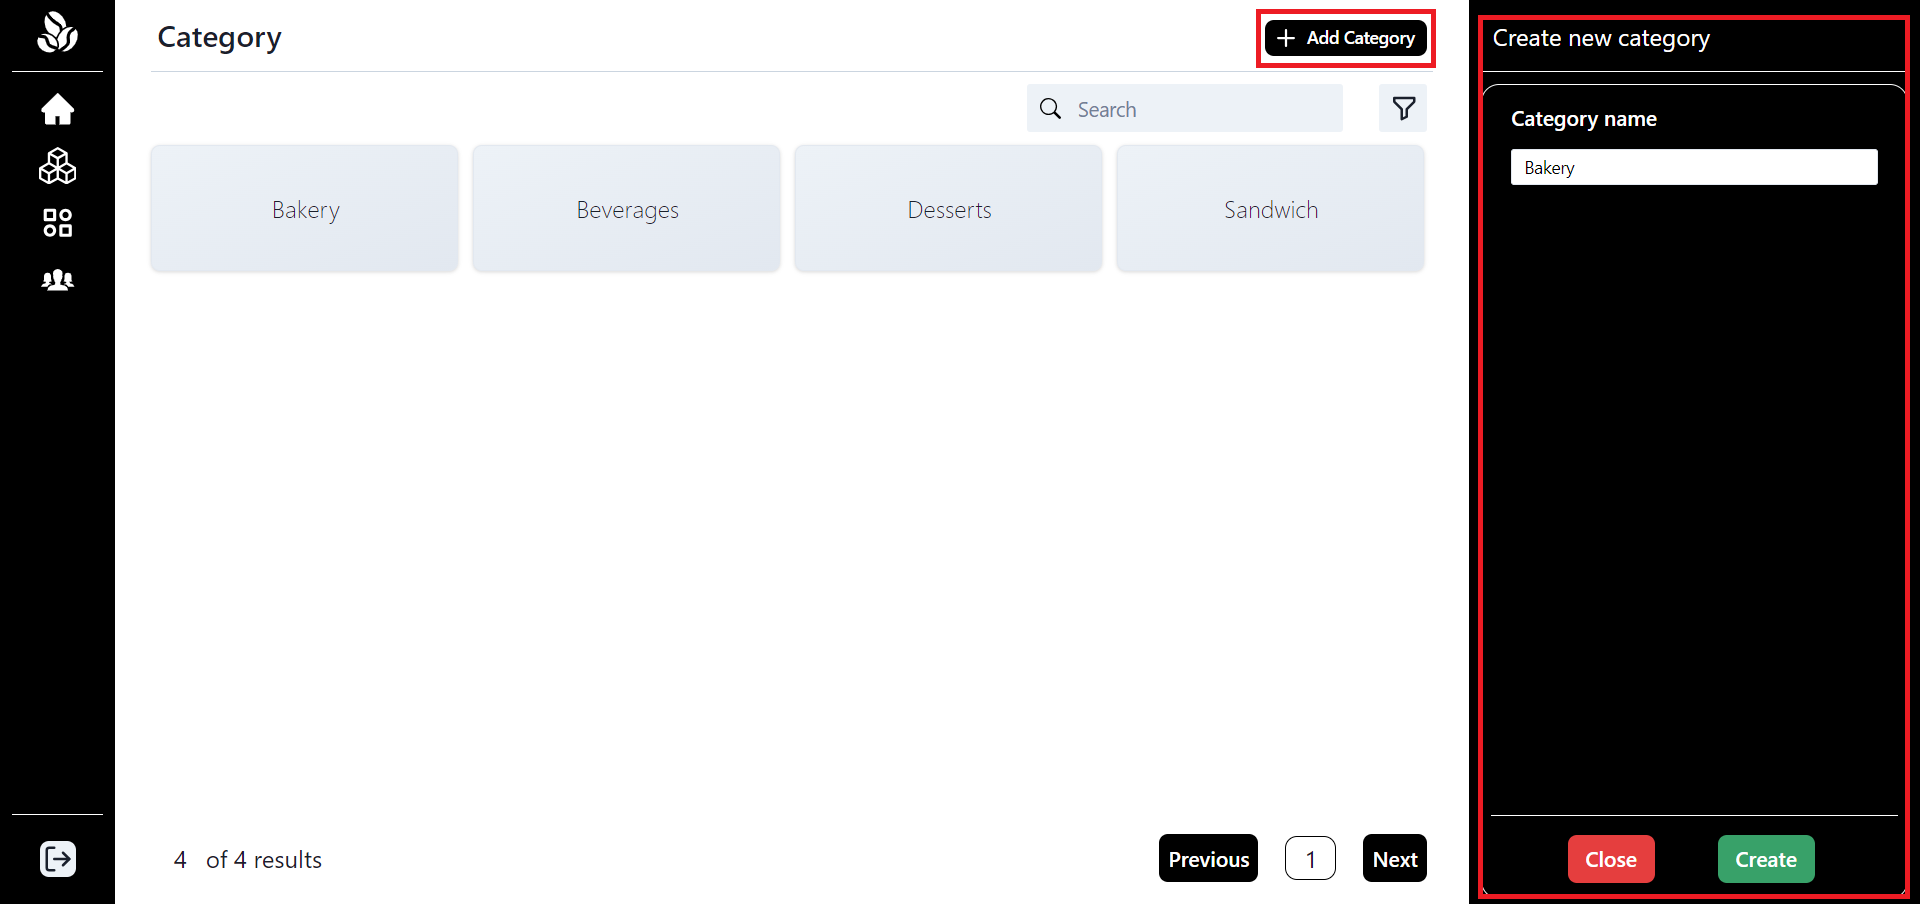 Category
Add Category
Search
Bakery
Beverages
Desserts
Sandwich
4 of 4 results
Previous
1
Next
Create new category
Category name
Bakery
Close
Create